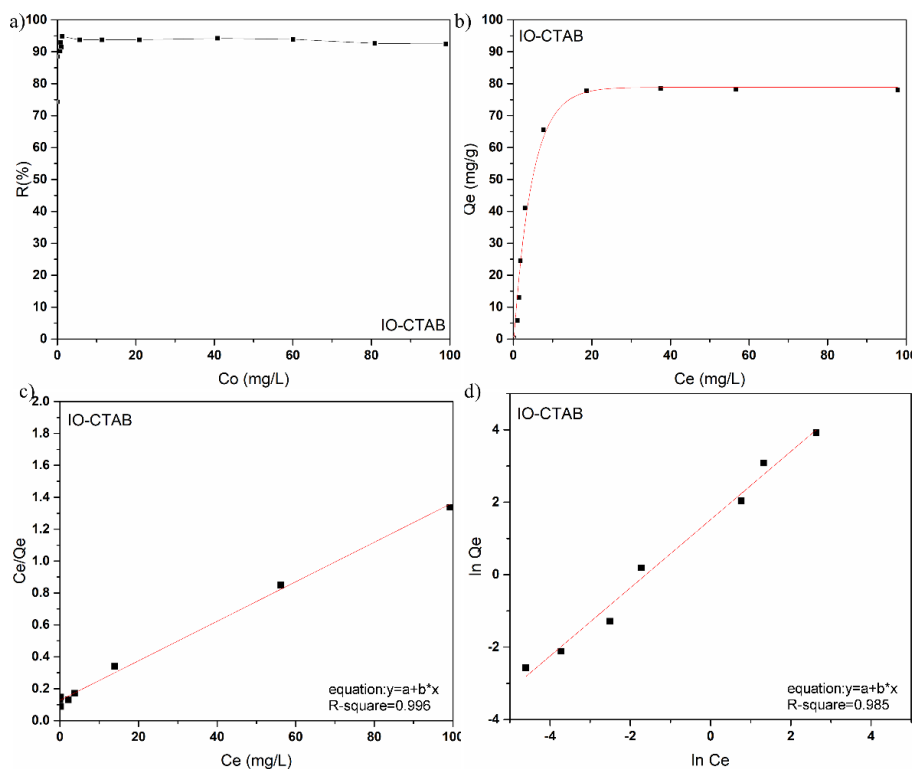 a)
100
90
80
70
60
50
40
30
20
10
0
R(%)
IO-CTAB
0 20 40 60 80 100
Co (mg/L)
b)
IO-CTAB
100
90
80
70
60
50
40
30
20
10
0
Qe (mg/g)
0 20 40 60 80 100
Ce (mg/L)
c)
2.0
1.8
1.6
1.4
1.2
1.0
0.8
0.6
0.4
0.2
0.0
Ce/Qe
IO-CTAB
equation:y=a+b*x
R-square=0.996
0 20 40 60 80 100
Ce (mg/L)
d)
IO-CTAB
4
2
0
-2
-4
ln Qe
equation:y=a+b*x
R-square=0.985
-4 -2 0 2 4
ln Ce